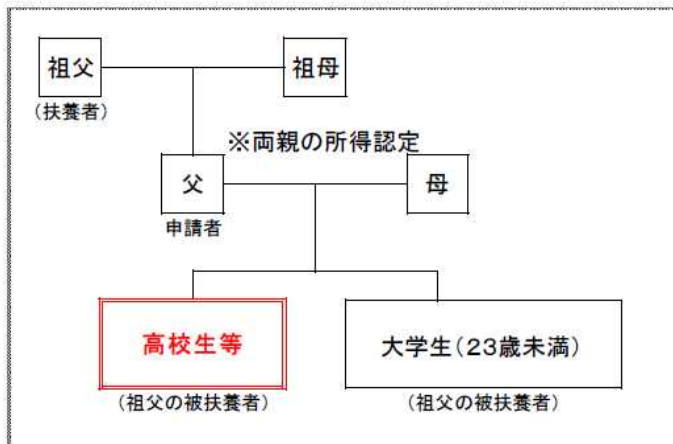 祖父
祖母
(扶養者)
※両親の所得認定
父
母
申請者
高校生等
大学生(23歳未満)
(祖父の被扶養者)
(祖父の被扶養者)